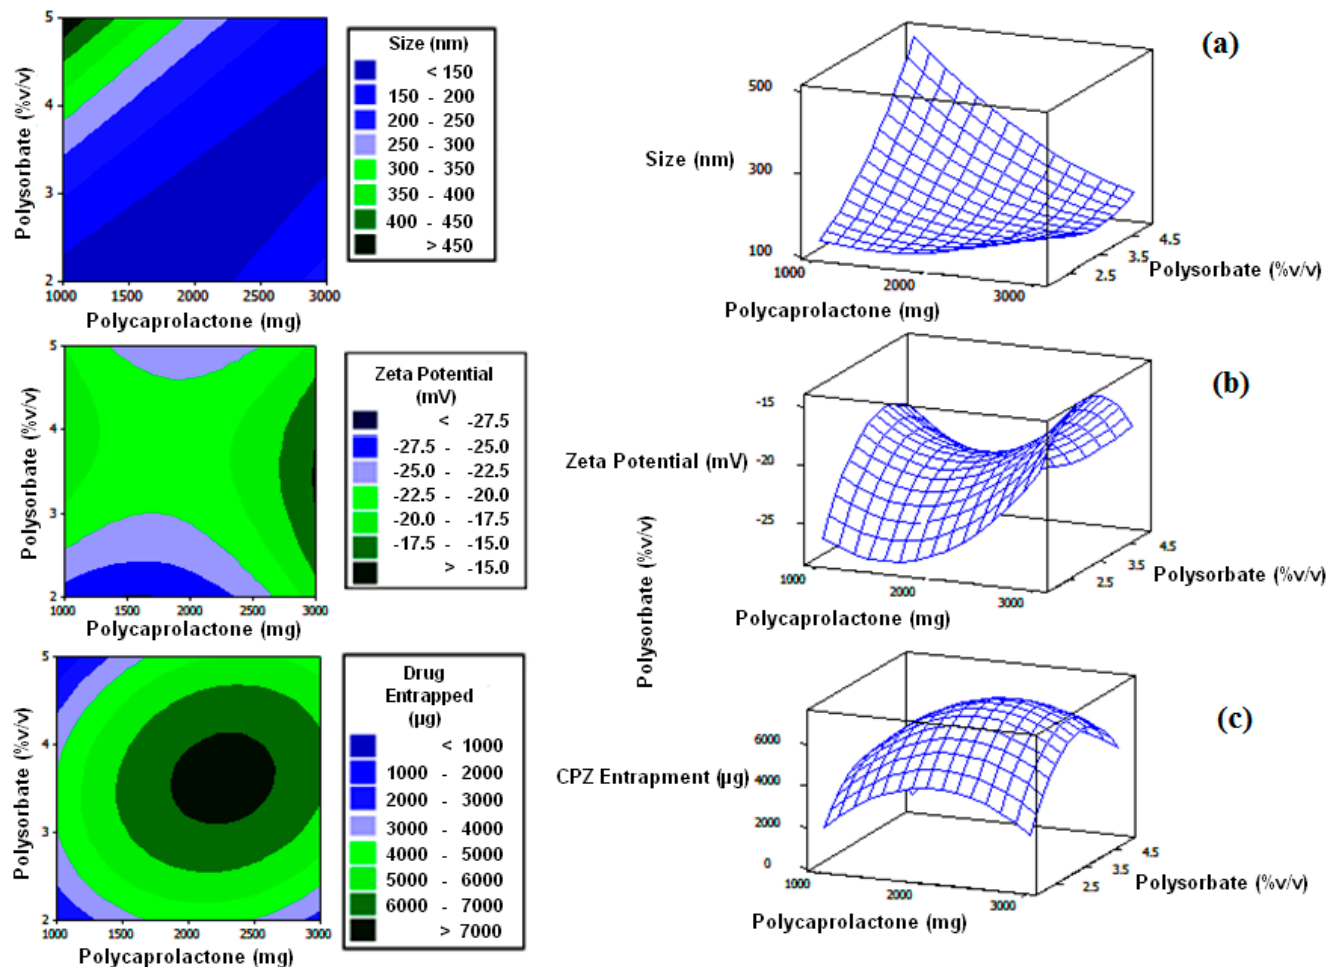 5
4
3
2
Polysorbate (%v/v)
1000 1500 2000 2500 3000
Polycaprolactone (mg)
Size (nm)
< 150
150 - 200
200 - 250
250 - 300
300 - 350
350 - 400
400 - 450
> 450
(a)
500
300
100
Size (nm)
1000
2000
3000
Polycaprolactone (mg)
2.5
3.5
4.5
Polysorbate (%v/v)
5
4
3
2
Polysorbate (%v/v)
1000 1500 2000 2500 3000
Polycaprolactone (mg)
Zeta Potential
(mV)
< -27.5
-27.5 - -25.0
-25.0 - -22.5
-22.5 - -20.0
-20.0 - -17.5
-17.5 - -15.0
> -15.0
(b)
-15
-20
-25
Zeta Potential (mV)
1000
2000
3000
Polycaprolactone (mg)
2.5
3.5
4.5
Polysorbate (%v/v)
Polysorbate (%v/v)
5
4
3
2
Polysorbate (%v/v)
1000 1500 2000 2500 3000
Polycaprolactone (mg)
Drug
Entrapped
(µg)
< 1000
1000 - 2000
2000 - 3000
3000 - 4000
4000 - 5000
5000 - 6000
6000 - 7000
> 7000
(c)
6000
4000
2000
0
CPZ Entrapment (µg)
1000
2000
3000
Polycaprolactone (mg)
2.5
3.5
4.5
Polysorbate (%v/v)